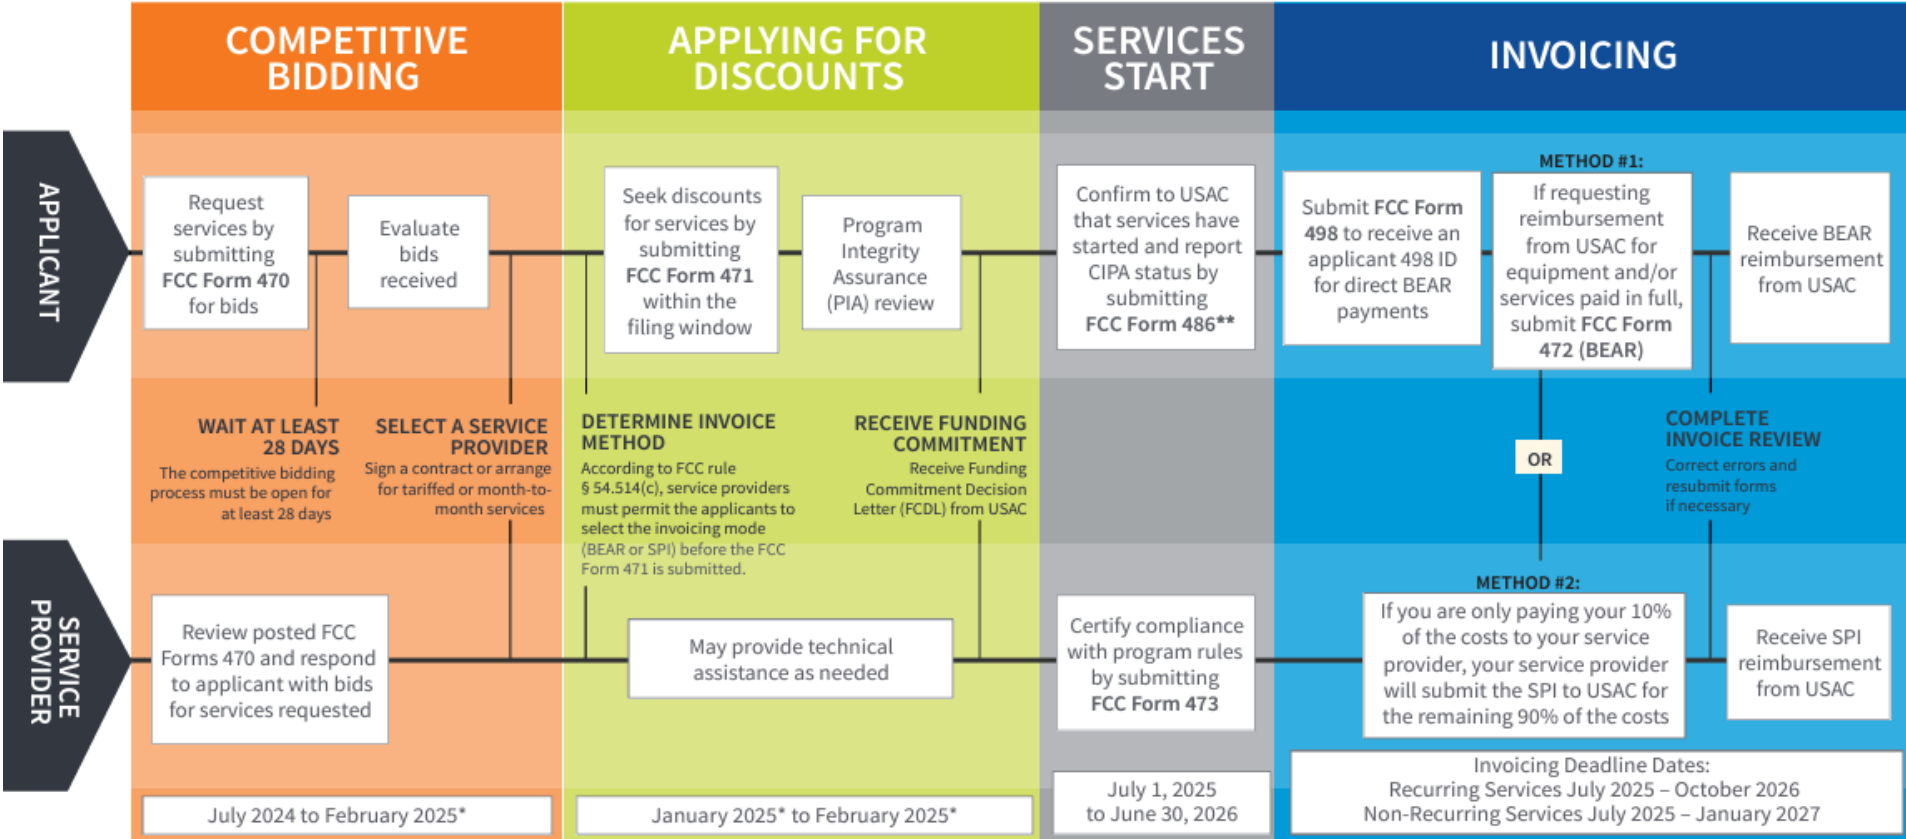 COMPETITIVE
BIDDING
APPLYING FOR
DISCOUNTS
SERVICES
START
INVOICING
APPLICANT
Request
services by
submitting
FCC Form 470
for bids
Evaluate
bids
received
Seek discounts
for services by
submitting
FCC Form 471
within the
filing window
Program
Integrity
Assurance
(PIA) review
Confirm to USAC
that services have
started and report
CIPA status by
submitting
FCC Form 486**
Submit FCC Form
498 to receive an
applicant 498 ID
for direct BEAR
payments
METHOD #1:
If requesting
reimbursement
from USAC for
equipment and/or
services paid in full,
submit FCC Form
472 (BEAR)
Receive BEAR
reimbursement
from USAC
WAIT AT LEAST
28 DAYS
The competitive bidding
process must be open for
at least 28 days
SELECT A SERVICE
PROVIDER
Sign a contract or arrange
for tariffed or month-to-
month services
DETERMINE INVOICE
METHOD
According to FCC rule
§ 54.514(c), service providers
must permit the applicants to
select the invoicing mode
(BEAR or SPI) before the FCC
Form 471 is submitted.
RECEIVE FUNDING
COMMITMENT
Receive Funding
Commitment Decision
Letter (FCDL) from USAC
OR
COMPLETE
INVOICE REVIEW
Correct errors and
resubmit forms
if necessary
SERVICE
PROVIDER
Review posted FCC
Forms 470 and respond
to applicant with bids
for services requested
May provide technical
assistance as needed
Certify compliance
with program rules
by submitting
FCC Form 473
METHOD #2:
If you are only paying your 10%
of the costs to your service
provider, your service provider
will submit the SPI to USAC for
the remaining 90% of the costs
Receive SPI
reimbursement
from USAC
July 2024 to February 2025*
January 2025* to February 2025*
July 1, 2025
to June 30, 2026
Invoicing Deadline Dates:
Recurring Services July 2025 – October 2026
Non-Recurring Services July 2025 – January 2027